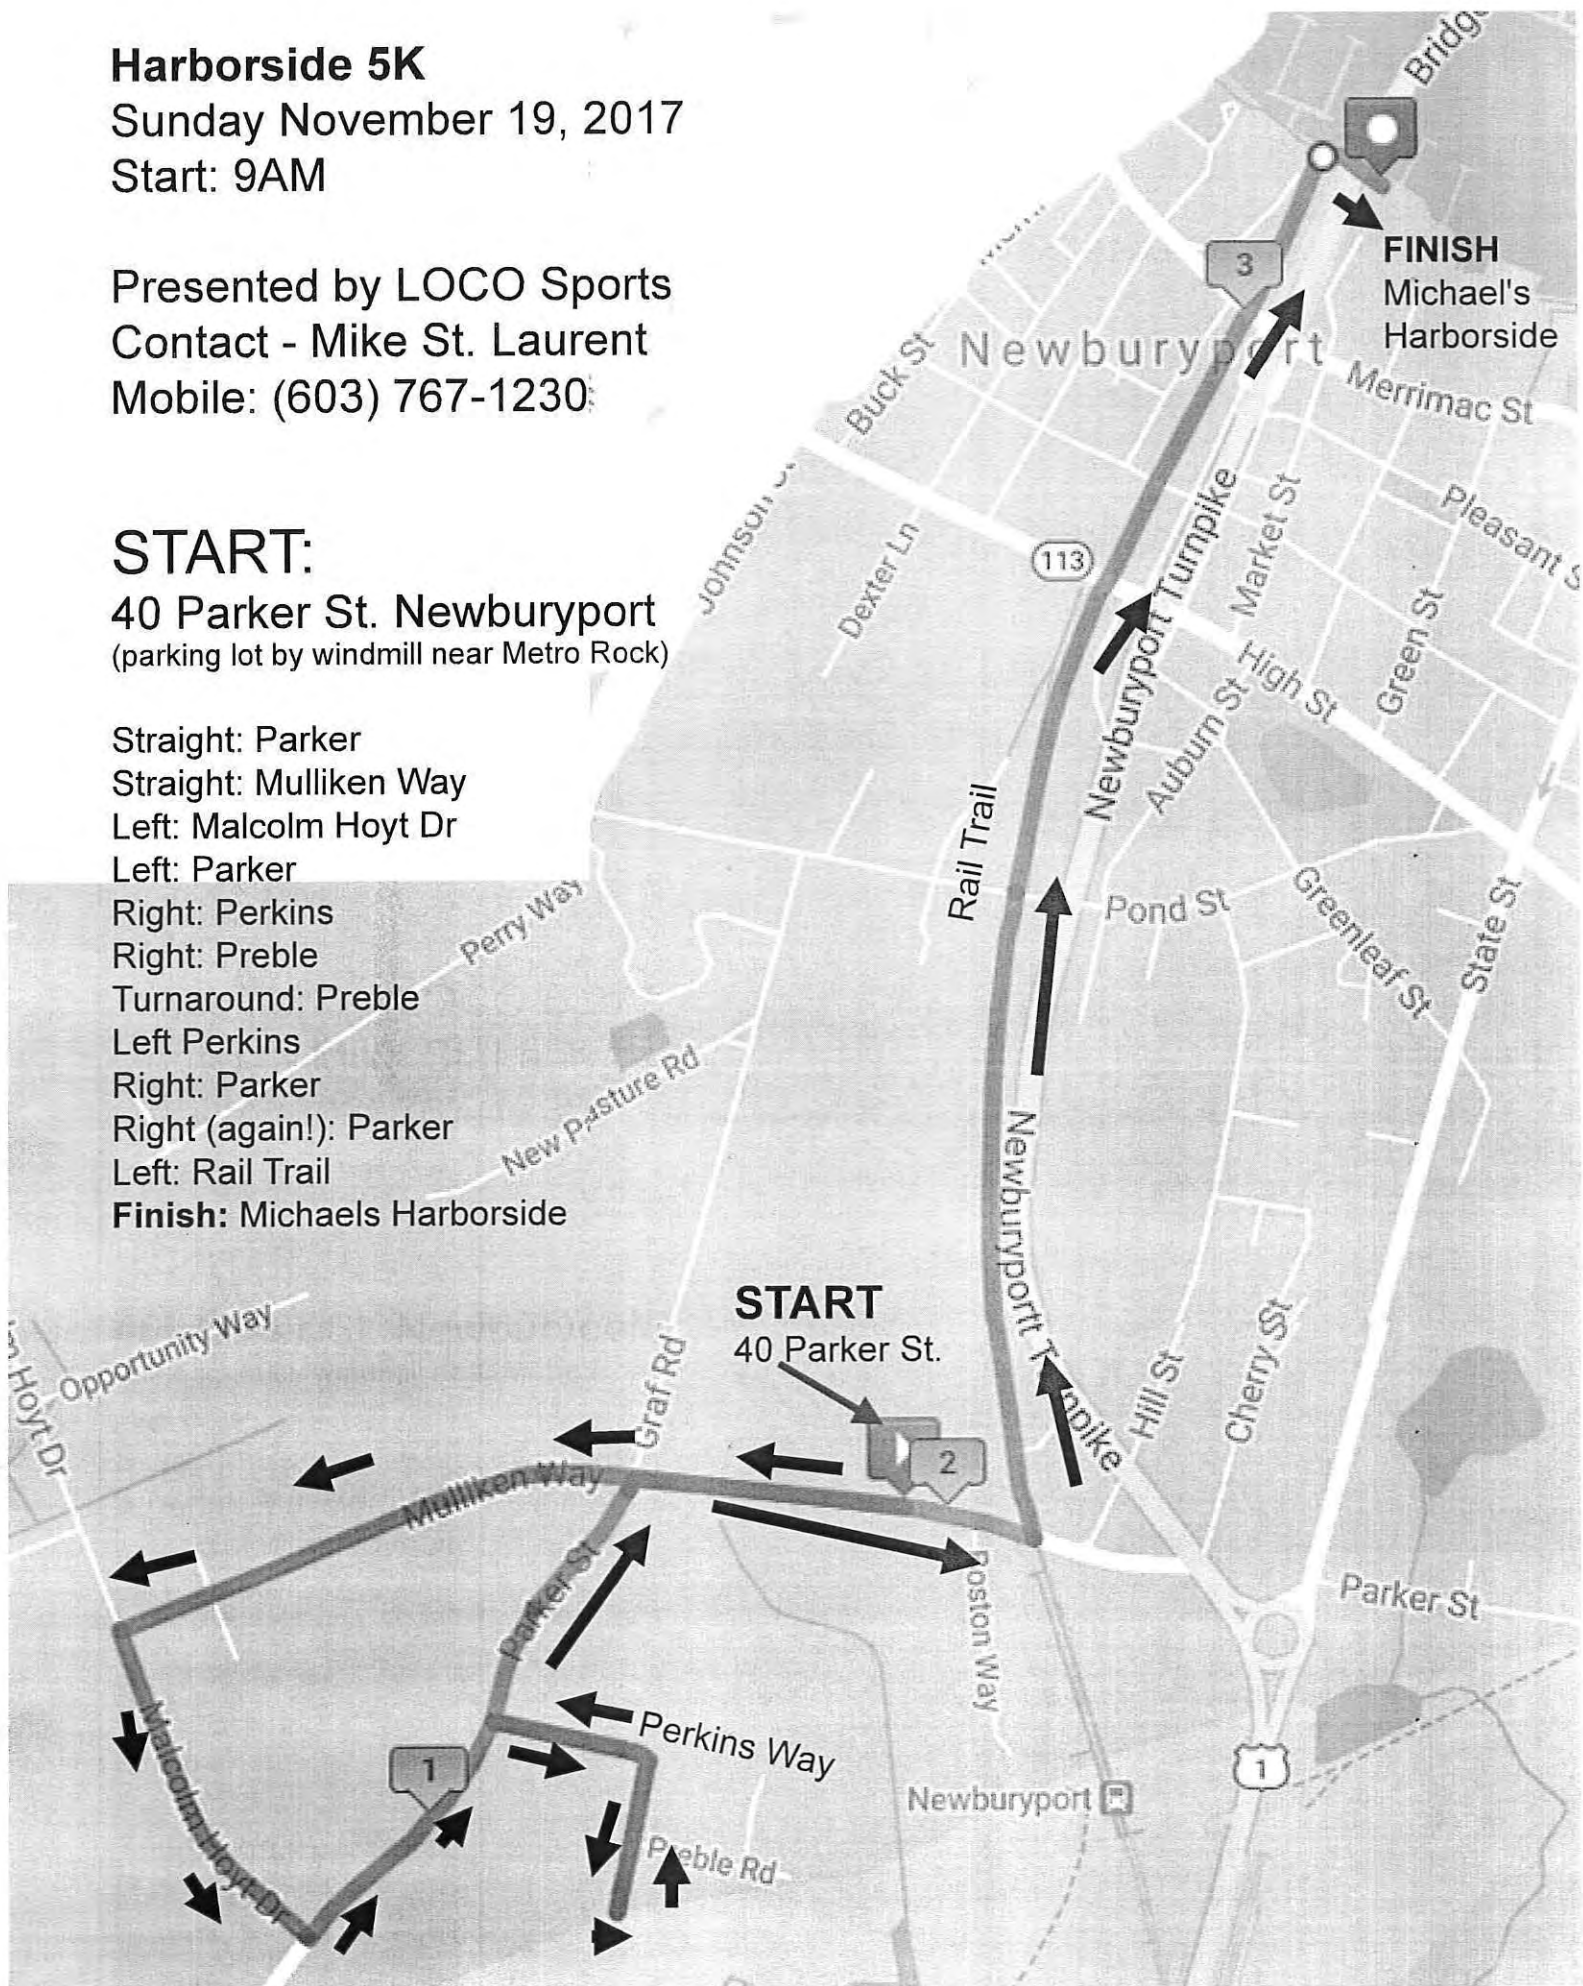 Harborside 5K
Sunday November 19, 2017
Start: 9AM
Presented by LOCO Sports
Contact - Mike St. Laurent
Mobile: (603) 767-1230
START:
40 Parker St. Newburyport
(parking lot by windmill near Metro Rock)
Straight: Parker
Straight: Mulliken Way
Left: Malcolm Hoyt Dr
Left: Parker
Right: Perkins
Right: Preble
Turnaround: Preble
Left Perkins
Right: Parker
Right (again!): Parker
Left: Rail Trail
Finish: Michaels Harborside
Bridge
3
FINISH
Michael's
Harborside
Newburyport
Merrimac St
Buck St
Johnson St
Dexter Ln
113
Newburyport Turnpike
Market St
Pleasant S
Green St
High St
Auburn St
Rail Trail
Pond St
Greenleaf St
State St
Perry Way
New Pasture Rd
Newburyportt Turnpike
START
40 Parker St.
Graf Rd
Opportunity Way
Hoyt Dr
Hill St
Cherry St
2
Mulliken Way
Parker St
Boston Way
Parker St
Malcolm Hoyt Dr
1
Perkins Way
Preble Rd
Newburyport
1